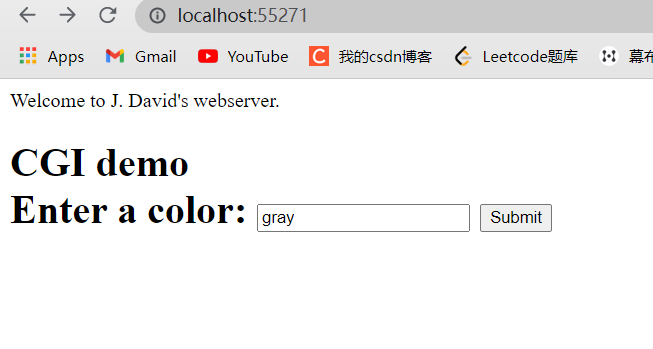 localhost:55271
Apps Gmail YouTube 我的csdn博客 Leetcode题库
Welcome to J. David's webserver.
CGI demo
Enter a color: gray Submit